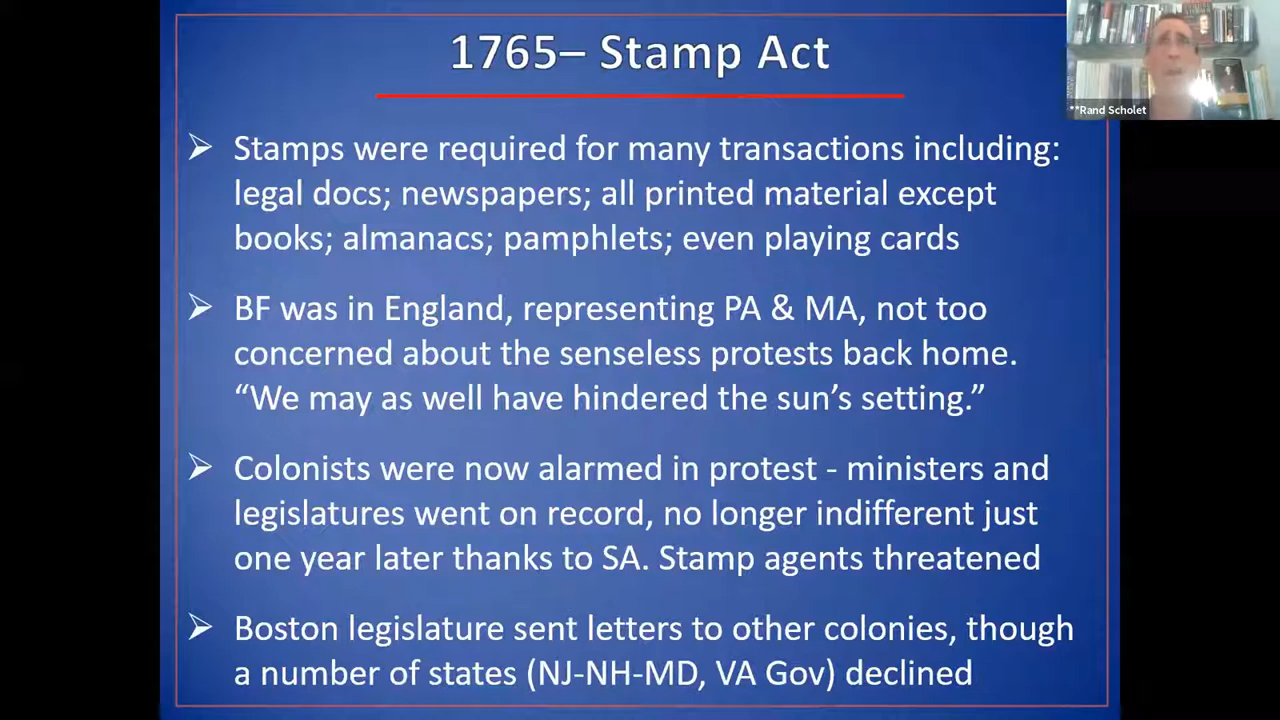 1765– Stamp Act
**Rand Scholet
➢ Stamps were required for many transactions including:
legal docs; newspapers; all printed material except
books; almanacs; pamphlets; even playing cards
➢ BF was in England, representing PA & MA, not too
concerned about the senseless protests back home.
“We may as well have hindered the sun’s setting.”
➢ Colonists were now alarmed in protest - ministers and
legislatures went on record, no longer indifferent just
one year later thanks to SA. Stamp agents threatened
➢ Boston legislature sent letters to other colonies, though
a number of states (NJ-NH-MD, VA Gov) declined